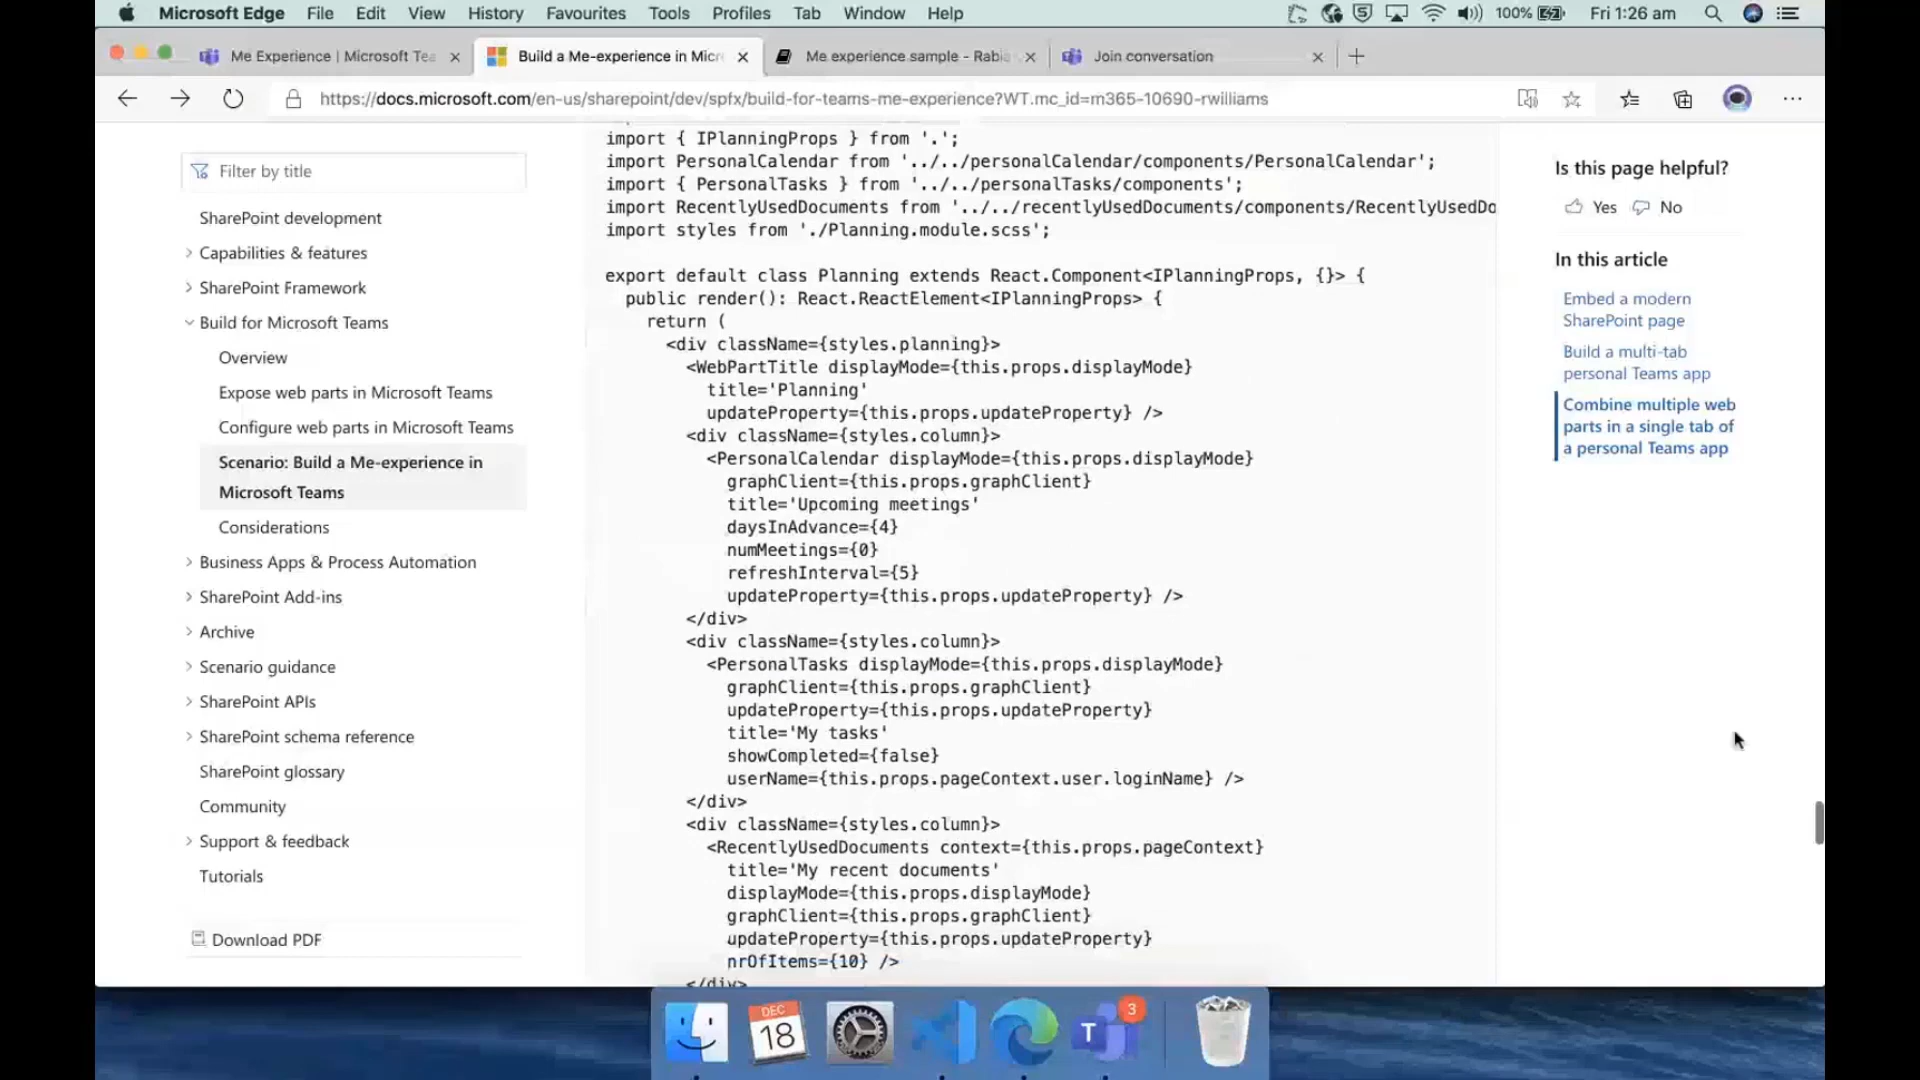 Microsoft Edge File Edit View History Favourites Tools Profiles Tab Window Help 100% Fri 1:26 am
Me Experience | Microsoft Tea
Build a Me-experience in Micr
Me experience sample - Rabia
Join conversation
https://docs.microsoft.com/en-us/sharepoint/dev/spfx/build-for-teams-me-experience?WT.mc_id=m365-10690-rwilliams
Filter by title
SharePoint development
Capabilities & features
SharePoint Framework
Build for Microsoft Teams
Overview
Expose web parts in Microsoft Teams
Configure web parts in Microsoft Teams
Scenario: Build a Me-experience in
Microsoft Teams
Considerations
Business Apps & Process Automation
SharePoint Add-ins
Archive
Scenario guidance
SharePoint APIs
SharePoint schema reference
SharePoint glossary
Community
Support & feedback
Tutorials
Download PDF
import { IPlanningProps } from '.';
import PersonalCalendar from '../../personalCalendar/components/PersonalCalendar';
import { PersonalTasks } from '../../personalTasks/components';
import RecentlyUsedDocuments from '../../recentlyUsedDocuments/components/RecentlyUsedDo
import styles from './Planning.module.scss';
export default class Planning extends React.Component<IPlanningProps, {}> {
public render(): React.ReactElement<IPlanningProps> {
return (
<div className={styles.planning}>
<WebPartTitle displayMode={this.props.displayMode}
title='Planning'
updateProperty={this.props.updateProperty} />
<div className={styles.column}>
<PersonalCalendar displayMode={this.props.displayMode}
graphClient={this.props.graphClient}
title='Upcoming meetings'
daysInAdvance={4}
numMeetings={0}
refreshInterval={5}
updateProperty={this.props.updateProperty} />
</div>
<div className={styles.column}>
<PersonalTasks displayMode={this.props.displayMode}
graphClient={this.props.graphClient}
updateProperty={this.props.updateProperty}
title='My tasks'
showCompleted={false}
userName={this.props.pageContext.user.loginName} />
</div>
<div className={styles.column}>
<RecentlyUsedDocuments context={this.props.pageContext}
title='My recent documents'
displayMode={this.props.displayMode}
graphClient={this.props.graphClient}
updateProperty={this.props.updateProperty}
nrOfItems={10} />
</div>
Is this page helpful?
Yes No
In this article
Embed a modern
SharePoint page
Build a multi-tab
personal Teams app
Combine multiple web
parts in a single tab of
a personal Teams app
DEC
18
T
3